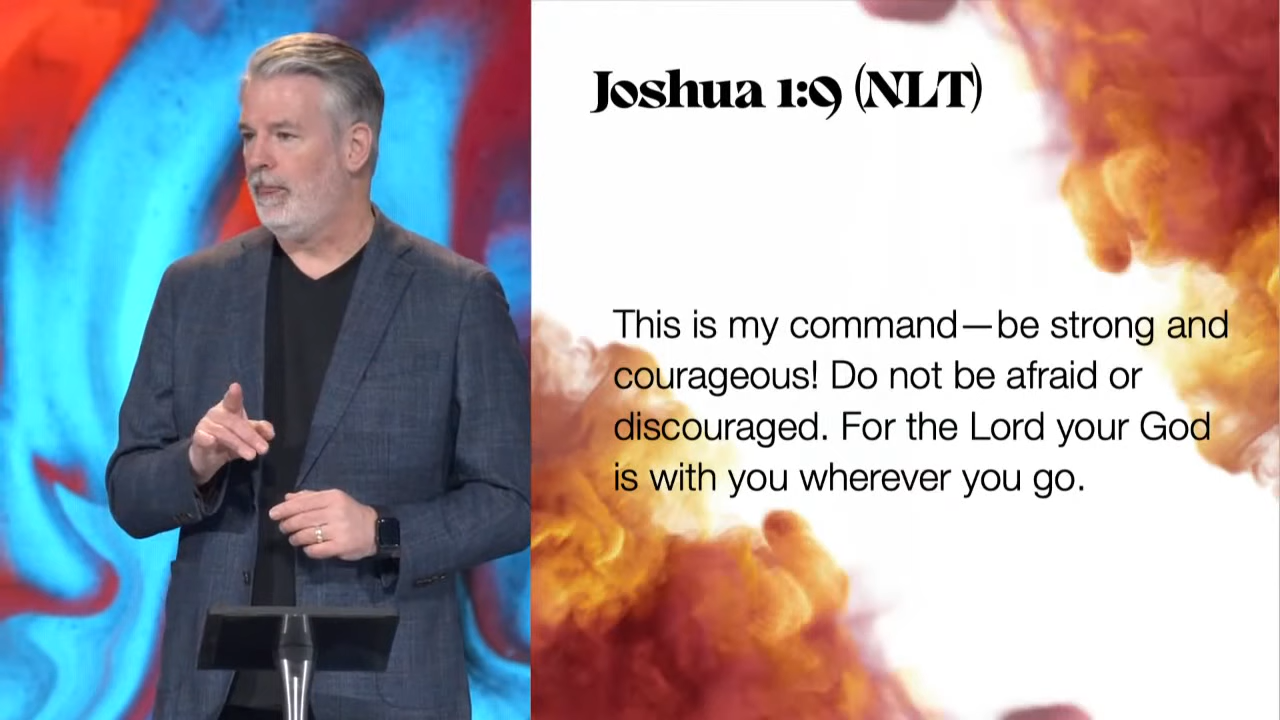 Joshua 1:9 (NLT)
This is my command—be strong and
courageous! Do not be afraid or
discouraged. For the Lord your God
is with you wherever you go.